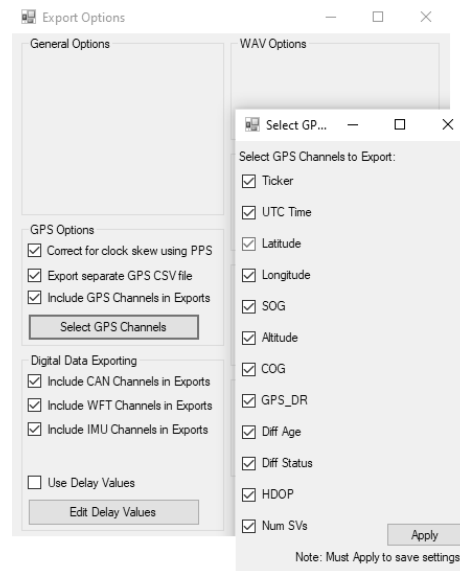 Export Options
General Options
WAV Options
GPS Options
Correct for clock skew using PPS
Export separate GPS CSV file
Include GPS Channels in Exports
Select GPS Channels
Digital Data Exporting
Include CAN Channels in Exports
Include WFT Channels in Exports
Include IMU Channels in Exports
Use Delay Values
Edit Delay Values
Select GP...
Select GPS Channels to Export:
Ticker
UTC Time
Latitude
Longitude
SOG
Altitude
COG
GPS_DR
Diff Age
Diff Status
HDOP
Num SVs
Apply
Note: Must Apply to save settings